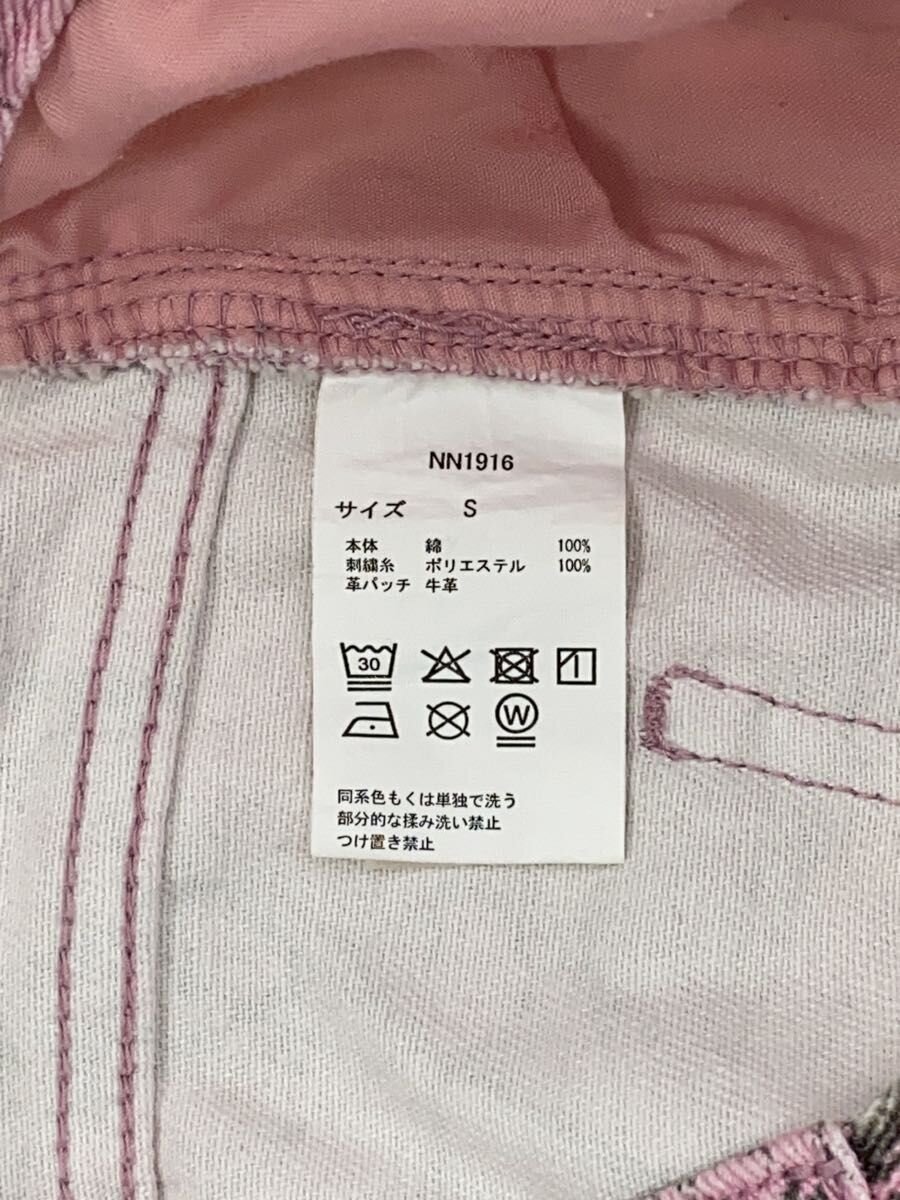 NN1916
サイズ S
本体 綿 100%
刺繍糸 ポリエステル 100%
革パッチ 牛革
30
W
同系色もくは単独で洗う
部分的な揉み洗い禁止
つけ置き禁止